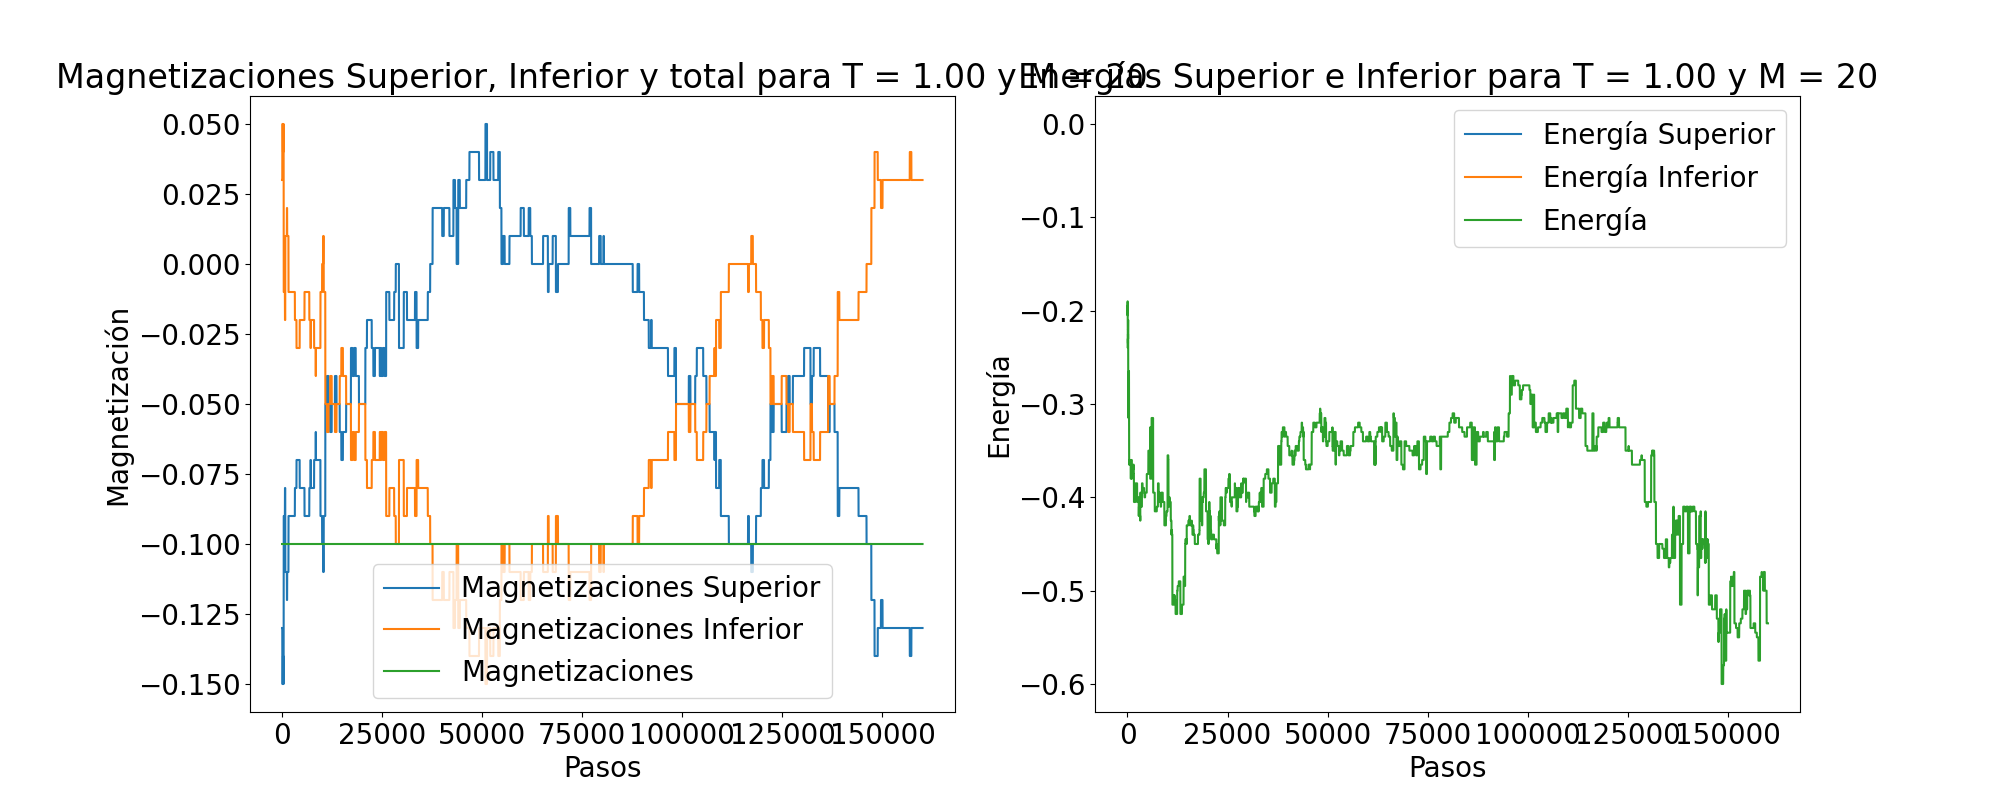 Magnetizaciones Superior, Inferior y total para T = 1.00 y M = 20
Energías Superior e Inferior para T = 1.00 y M = 20
0.050
0.025
0.000
−0.025
−0.050
−0.075
−0.100
−0.125
−0.150
Magnetización
Magnetizaciones Superior
Magnetizaciones Inferior
Magnetizaciones
0 25000 50000 75000 100000 125000 150000
Pasos
0.0
−0.1
−0.2
−0.3
−0.4
−0.5
−0.6
Energía
Energía Superior
Energía Inferior
Energía
0 25000 50000 75000 100000 125000 150000
Pasos